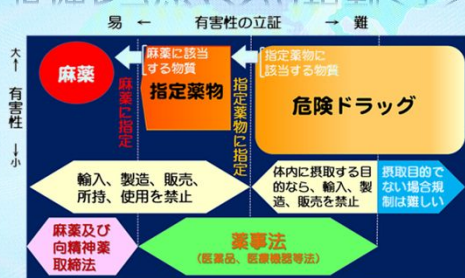 易 ← 有害性の立証 → 難
大↑ 有害性 ↓小
麻薬
麻薬に該当
する物質
指定薬物
指定薬物に
該当する物質
危険ドラッグ
麻薬に指定
指定薬物に指定
輸入、製造、販売、
所持、使用を禁止
体内に摂取する目
的なら、輸入、製
造、販売を禁止
摂取目的で
ない場合規
制は難しい
麻薬及び
向精神薬
取締法
薬事法
(医薬品、医療機器等法)